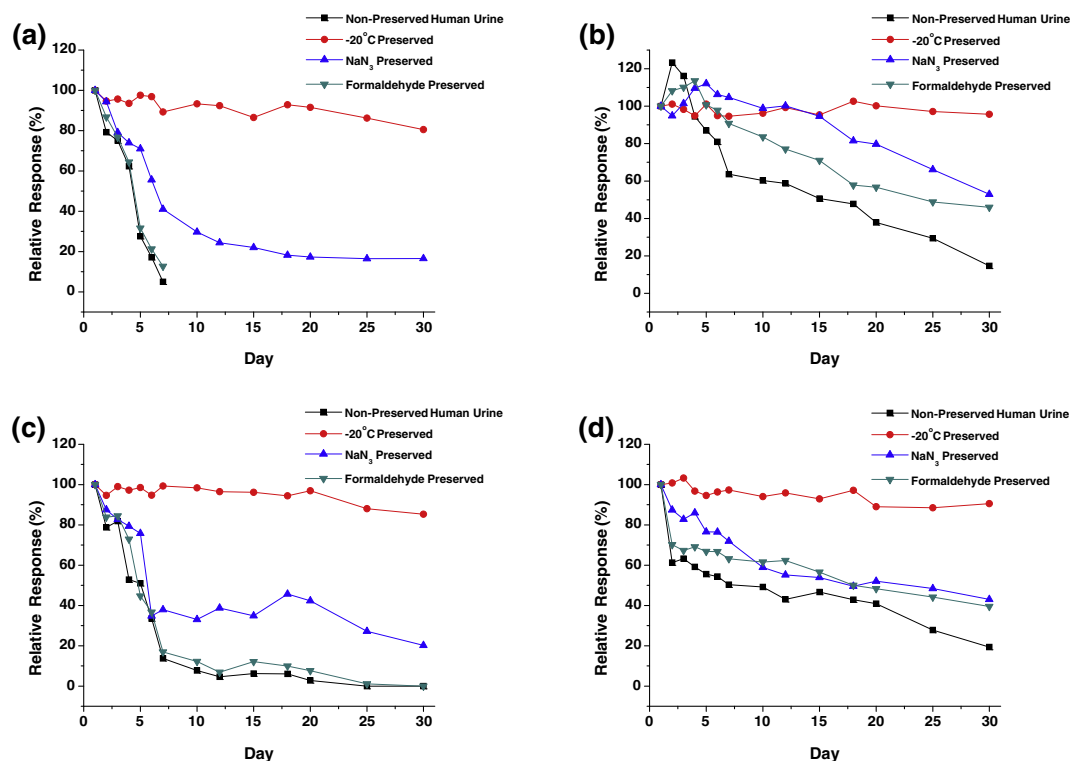 (a)
Non-Preserved Human Urine
-20°C Preserved
NaN₃ Preserved
Formaldehyde Preserved
120
100
80
60
40
20
0
0 5 10 15 20 25 30
Relative Response (%)
Day
(b)
Non-Preserved Human Urine
-20°C Preserved
NaN₃ Preserved
Formaldehyde Preserved
120
100
80
60
40
20
0
0 5 10 15 20 25 30
Relative Response (%)
Day
(c)
Non-Preserved Human Urine
-20°C Preserved
NaN₃ Preserved
Formaldehyde Preserved
120
100
80
60
40
20
0
0 5 10 15 20 25 30
Relative Response (%)
Day
(d)
Non-Preserved Human Urine
-20°C Preserved
NaN₃ Preserved
Formaldehyde Preserved
120
100
80
60
40
20
0
0 5 10 15 20 25 30
Relative Response (%)
Day